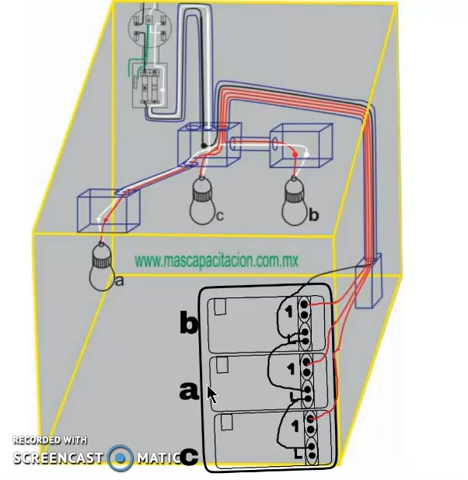 c
b
a
www.mascapacitacion.com.mx
b
1
L
a
1
L
c
1
L
RECORDED WITH
SCREENCAST MATIC